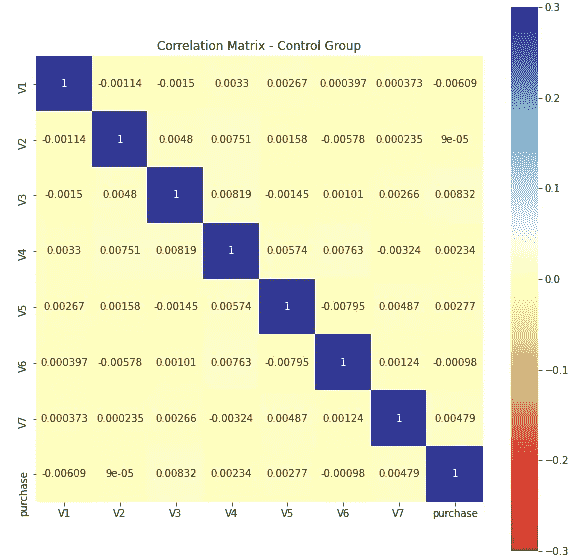 Correlation Matrix - Control Group
V1 1 -0.00114 -0.0015 0.0033 0.00267 0.000397 0.000373 -0.00609
V2 -0.00114 1 0.0048 0.00751 0.00158 -0.00578 0.000235 9e-05
V3 -0.0015 0.0048 1 0.00819 -0.00145 0.00101 0.00266 0.00832
V4 0.0033 0.00751 0.00819 1 0.00574 0.00763 -0.00324 0.00234
V5 0.00267 0.00158 -0.00145 0.00574 1 -0.00795 0.00487 0.00277
V6 0.000397 -0.00578 0.00101 0.00763 -0.00795 1 0.00124 -0.00098
V7 0.000373 0.000235 0.00266 -0.00324 0.00487 0.00124 1 0.00479
purchase -0.00609 9e-05 0.00832 0.00234 0.00277 -0.00098 0.00479 1
V1 V2 V3 V4 V5 V6 V7 purchase
0.3
0.2
0.1
0.0
−0.1
−0.2
−0.3